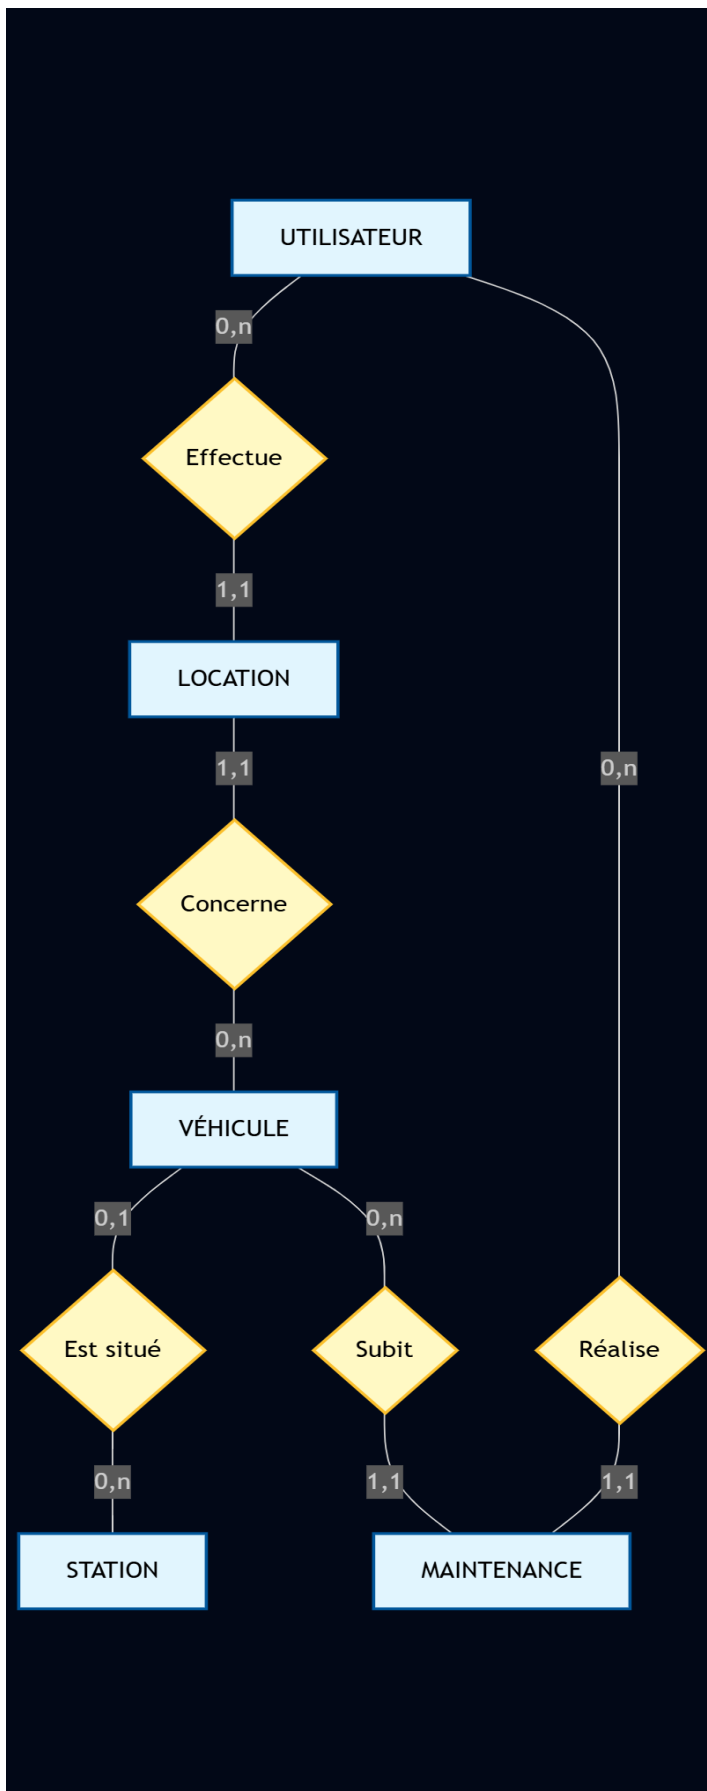 UTILISATEUR
0,n
Effectue
1,1
LOCATION
1,1
0,n
Concerne
0,n
VÉHICULE
0,1
0,n
Est situé
Subit
Réalise
0,n
1,1
1,1
STATION
MAINTENANCE